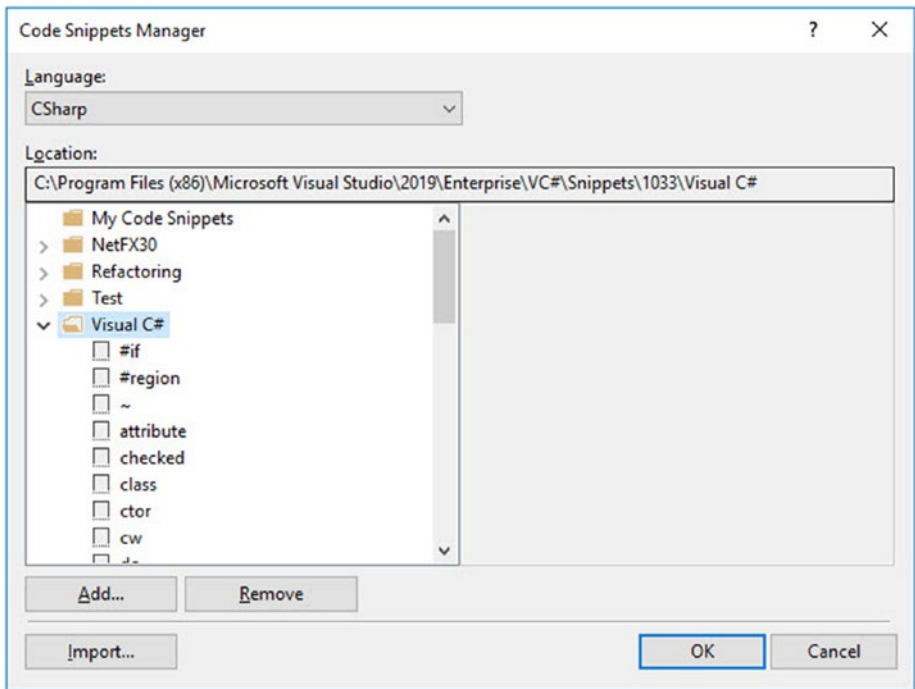 Code Snippets Manager
?
Language:
CSharp
Location:
C:\Program Files (x86)\Microsoft Visual Studio\2019\Enterprise\VC#\Snippets\1033\Visual C#
My Code Snippets
NetFX30
Refactoring
Test
Visual C#
#if
#region
~
attribute
checked
class
ctor
cw
Add... Remove
Import... OK Cancel